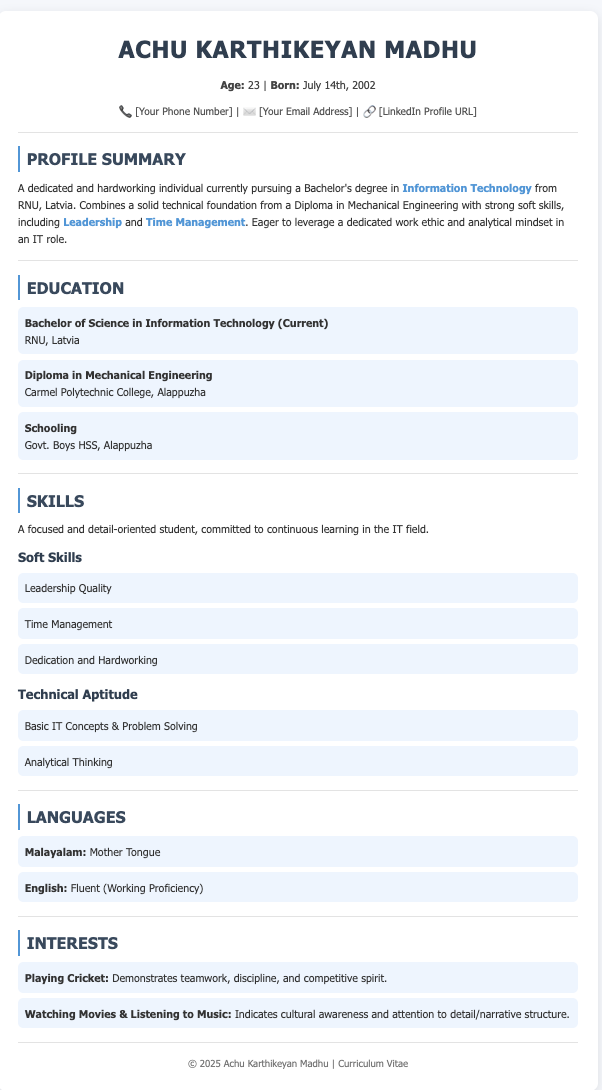 ACHU KARTHIKEYAN MADHU
Age: 23 | Born: July 14th, 2002
📞 [Your Phone Number] | ✉️ [Your Email Address] | 🔗 [LinkedIn Profile URL]
PROFILE SUMMARY
A dedicated and hardworking individual currently pursuing a Bachelor's degree in Information Technology from
RNU, Latvia. Combines a solid technical foundation from a Diploma in Mechanical Engineering with strong soft skills,
including Leadership and Time Management. Eager to leverage a dedicated work ethic and analytical mindset in
an IT role.
EDUCATION
Bachelor of Science in Information Technology (Current)
RNU, Latvia
Diploma in Mechanical Engineering
Carmel Polytechnic College, Alappuzha
Schooling
Govt. Boys HSS, Alappuzha
SKILLS
A focused and detail-oriented student, committed to continuous learning in the IT field.
Soft Skills
Leadership Quality
Time Management
Dedication and Hardworking
Technical Aptitude
Basic IT Concepts & Problem Solving
Analytical Thinking
LANGUAGES
Malayalam: Mother Tongue
English: Fluent (Working Proficiency)
INTERESTS
Playing Cricket: Demonstrates teamwork, discipline, and competitive spirit.
Watching Movies & Listening to Music: Indicates cultural awareness and attention to detail/narrative structure.
© 2025 Achu Karthikeyan Madhu | Curriculum Vitae